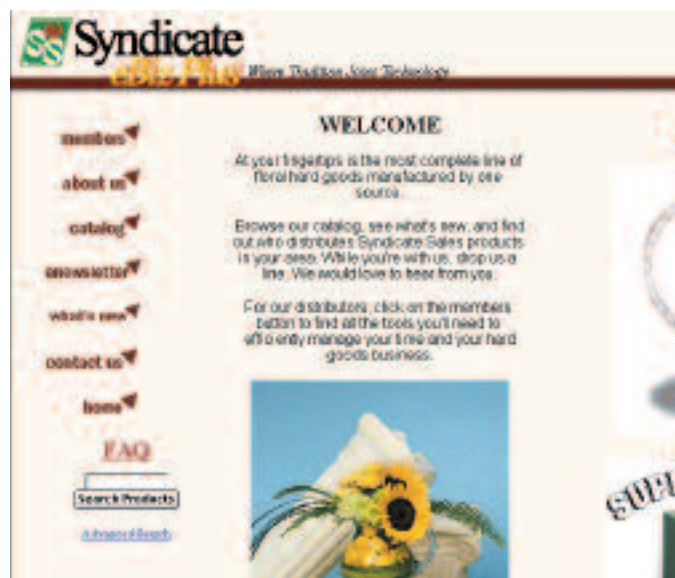 Syndicate
eBiz Plus
Where Tradition Joins Technology
members
about us
catalog
enewsletter
what's new
contact us
home
FAQ
Search Products
Advanced Search
WELCOME
At your fingertips is the most complete line of
floral hard goods manufactured by one
source.
Browse our catalog, see what's new, and find
out who distributes Syndicate Sales products
in your area. While you're with us, drop us a
line. We would love to hear from you.
For our distributors, click on the members
button to find all the tools you'll need to
efficiently manage your time and your hard
goods business.
SUP